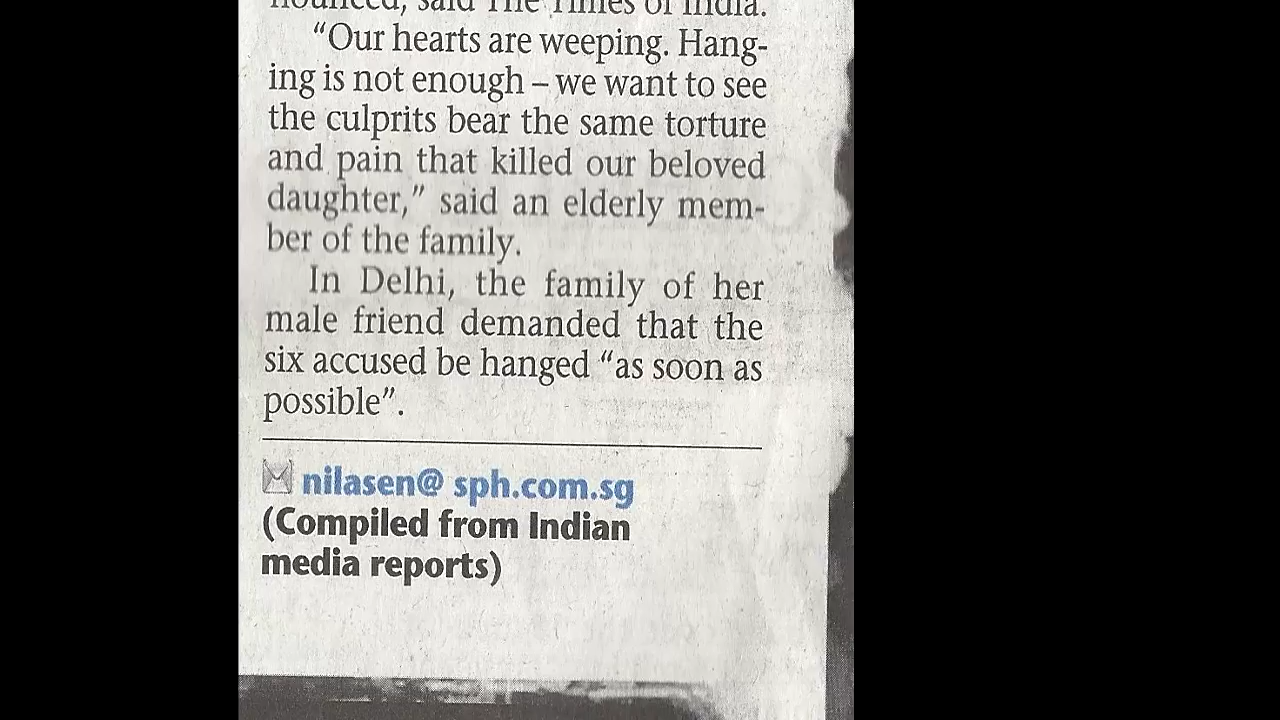 nounced, said The Times of India.
"Our hearts are weeping. Hang-
ing is not enough – we want to see
the culprits bear the same torture
and pain that killed our beloved
daughter," said an elderly mem-
ber of the family.
In Delhi, the family of her
male friend demanded that the
six accused be hanged "as soon as
possible".
nilasen@ sph.com.sg
(Compiled from Indian
media reports)